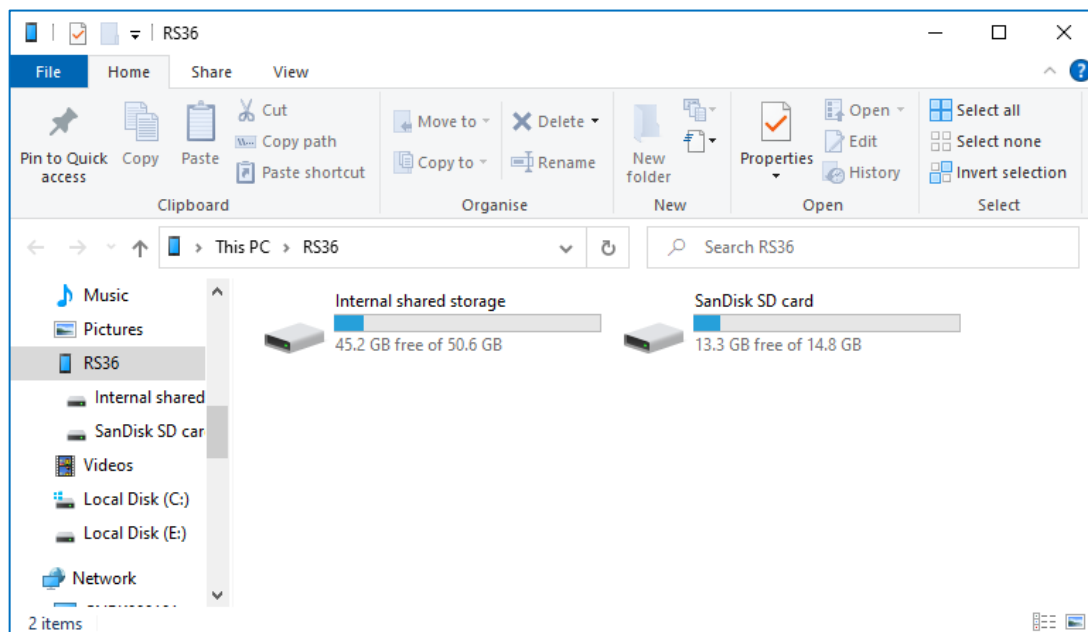 RS36
File Home Share View
Pin to Quick access
Copy
Paste
Cut
Copy path
Paste shortcut
Clipboard
Move to
Copy to
Delete
Rename
Organise
New folder
New
Properties
Open
Edit
History
Open
Select all
Select none
Invert selection
Select
This PC > RS36
Search RS36
Music
Pictures
RS36
Internal shared
SanDisk SD car
Videos
Local Disk (C:)
Local Disk (E:)
Network
Internal shared storage
45.2 GB free of 50.6 GB
SanDisk SD card
13.3 GB free of 14.8 GB
2 items